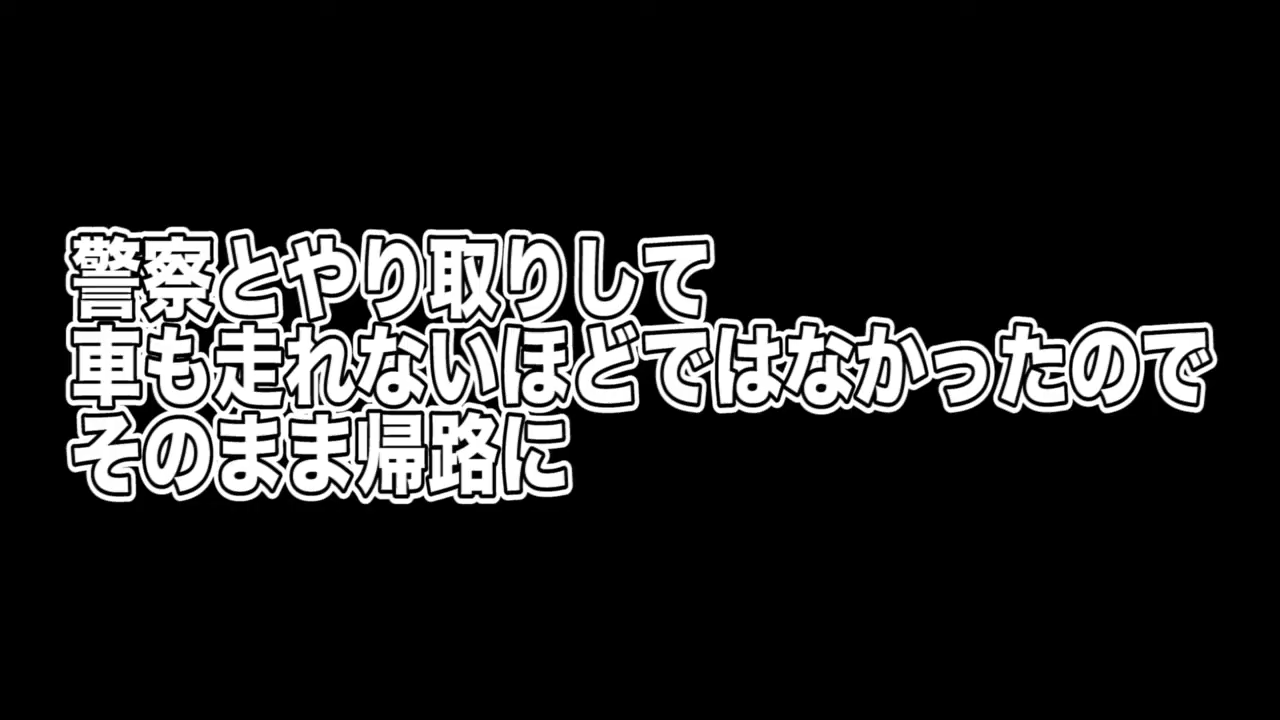 警察とやり取りして
車も走れないほどではなかったので
そのまま帰路に